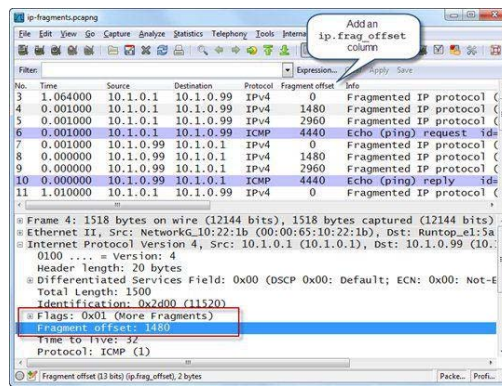 ip-fragments.pcapng
Add an
ip.frag_offset
column
File Edit View Go Capture Analyze Statistics Telephony Tools Interna
Filter: Expression... Apply Save
No. Time Source Destination Protocol Fragment offset Info
3 1.064000 10.1.0.1 10.1.0.99 IPv4 0 Fragmented IP protocol (
4 0.001000 10.1.0.1 10.1.0.99 IPv4 1480 Fragmented IP protocol (
5 0.001000 10.1.0.1 10.1.0.99 IPv4 2960 Fragmented IP protocol (
6 0.001000 10.1.0.1 10.1.0.99 ICMP 4440 Echo (ping) request id=
7 0.001000 10.1.0.99 10.1.0.1 IPv4 0 Fragmented IP protocol (
8 0.000000 10.1.0.99 10.1.0.1 IPv4 1480 Fragmented IP protocol (
9 0.000000 10.1.0.99 10.1.0.1 IPv4 2960 Fragmented IP protocol (
10 0.000000 10.1.0.99 10.1.0.1 ICMP 4440 Echo (ping) reply id=
11 1.010000 10.1.0.1 10.1.0.99 IPv4 0 Fragmented IP protocol (
Frame 4: 1518 bytes on wire (12144 bits), 1518 bytes captured (12144 bits)
Ethernet II, Src: NetworkG_10:22:1b (00:00:65:10:22:1b), Dst: Runtop_e1:5a
Internet Protocol Version 4, Src: 10.1.0.1 (10.1.0.1), Dst: 10.1.0.99 (10.
0100 .... = Version: 4
Header length: 20 bytes
Differentiated Services Field: 0x00 (DSCP 0x00: Default; ECN: 0x00: Not-E
Total Length: 1500
Identification: 0x2d00 (11520)
Flags: 0x01 (More Fragments)
Fragment offset: 1480
Time to live: 32
Protocol: ICMP (1)
Fragment offset (13 bits) (ip.frag_offset), 2 bytes Packe... Profi...